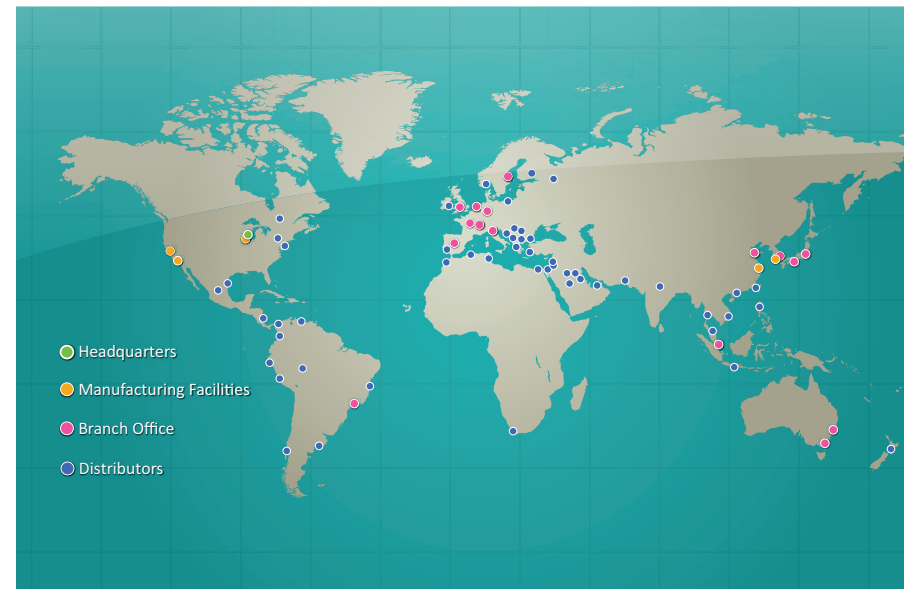 Headquarters
Manufacturing Facilities
Branch Office
Distributors